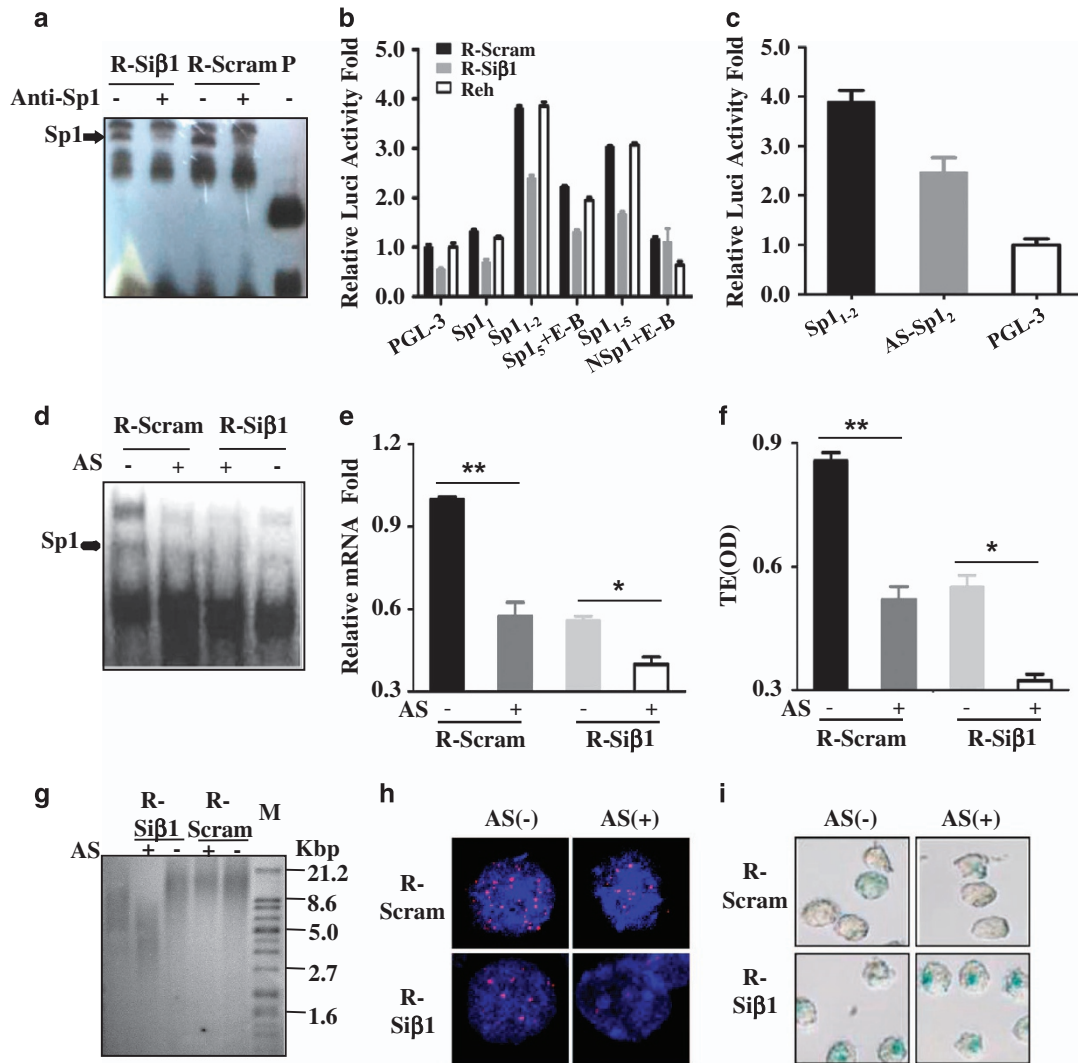 a
R-Siβ1 R-Scram P
Anti-Sp1 - + - + -
Sp1
b
Relative Luci Activity Fold
5.0
4.0
3.0
2.0
1.0
0.0
R-Scram
R-Siβ1
Reh
PGL-3 Sp1₁ Sp1₁₋₂ Sp1₅+E-B Sp1₁₋₅ NSp1+E-B
c
Relative Luci Activity Fold
5.0
4.0
3.0
2.0
1.0
0.0
Sp1₁₋₂ AS-Sp1₂ PGL-3
d
R-Scram R-Siβ1
AS - + + -
Sp1
e
Relative mRNA Fold
1.2
0.9
0.6
0.3
** *
AS - + - +
R-Scram R-Siβ1
f
TE(OD)
0.9
0.6
0.3
** *
- + - +
R-Scram R-Siβ1
g
R-Siβ1 R-Scram M
AS + - + - Kbp
21.2
8.6
5.0
2.7
1.6
h
AS(-) AS(+)
R-Scram
R-Siβ1
i
AS(-) AS(+)
R-Scram
R-Siβ1